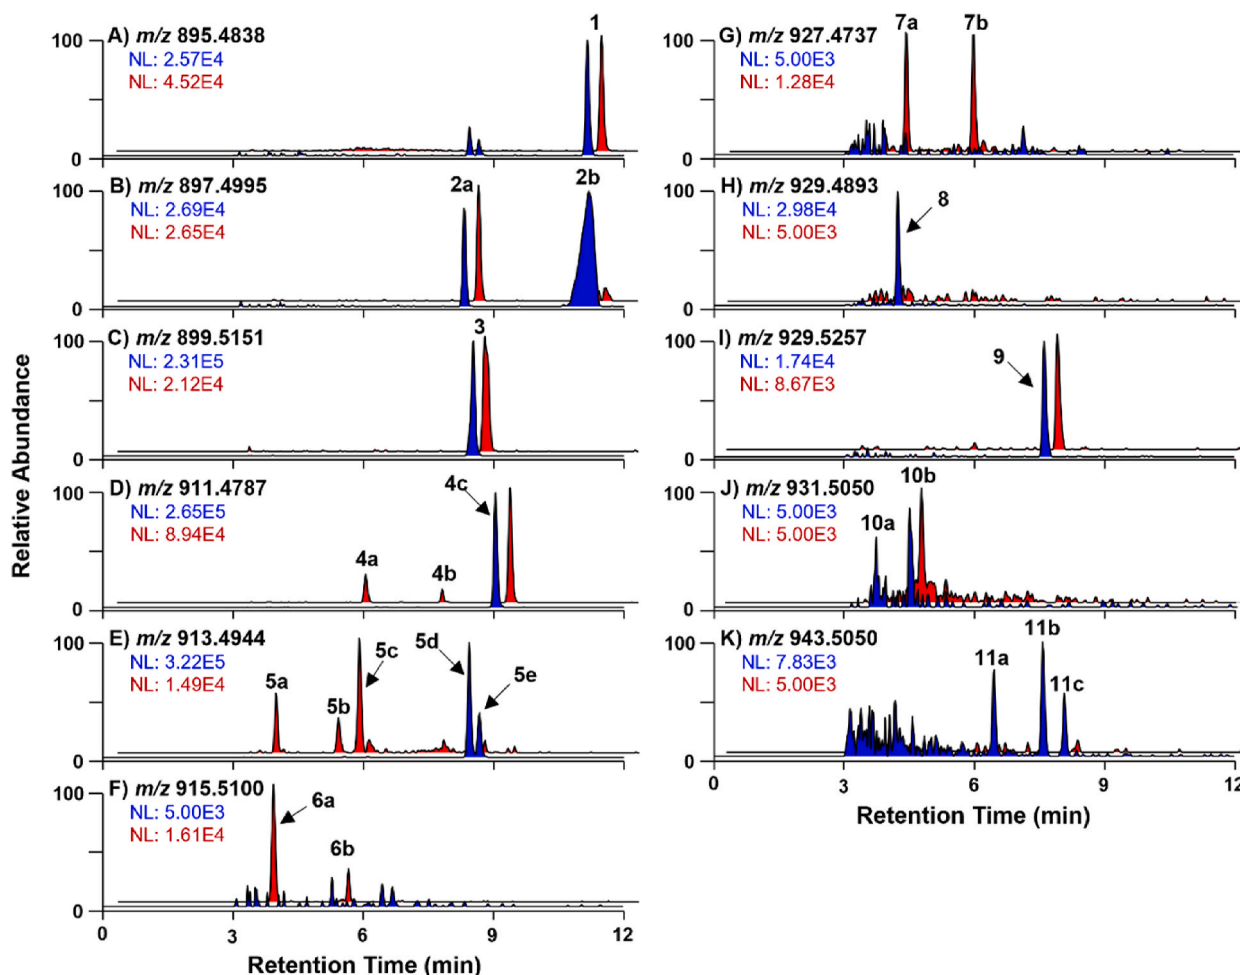 Relative Abundance
A) m/z 895.4838
NL: 2.57E4
NL: 4.52E4
1
100
0
B) m/z 897.4995
NL: 2.69E4
NL: 2.65E4
2a
2b
100
0
C) m/z 899.5151
NL: 2.31E5
NL: 2.12E4
3
100
0
D) m/z 911.4787
NL: 2.65E5
NL: 8.94E4
4a
4b
4c
100
0
E) m/z 913.4944
NL: 3.22E5
NL: 1.49E4
5a
5b
5c
5d
5e
100
0
F) m/z 915.5100
NL: 5.00E3
NL: 1.61E4
6a
6b
100
0
0 3 6 9 12
Retention Time (min)
G) m/z 927.4737
NL: 5.00E3
NL: 1.28E4
7a
7b
100
0
H) m/z 929.4893
NL: 2.98E4
NL: 5.00E3
8
100
0
I) m/z 929.5257
NL: 1.74E4
NL: 8.67E3
9
100
0
J) m/z 931.5050
NL: 5.00E3
NL: 5.00E3
10a
10b
100
0
K) m/z 943.5050
NL: 7.83E3
NL: 5.00E3
11a
11b
11c
100
0
0 3 6 9 12
Retention Time (min)